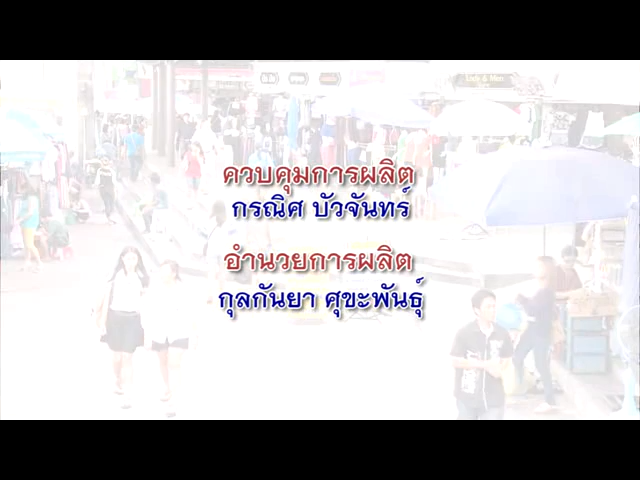 ควบคุมการผลิต
กรณิศ บัวจันทร์
อำนวยการผลิต
กุลกันยา ศุขะพันธุ์